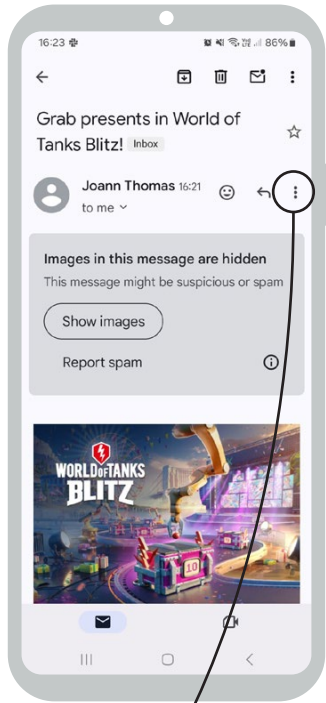 16:23
86%
Grab presents in World of
Tanks Blitz! Inbox
Joann Thomas 16:21
to me
Images in this message are hidden
This message might be suspicious or spam
Show images
Report spam
WORLD OF TANKS
BLITZ
10